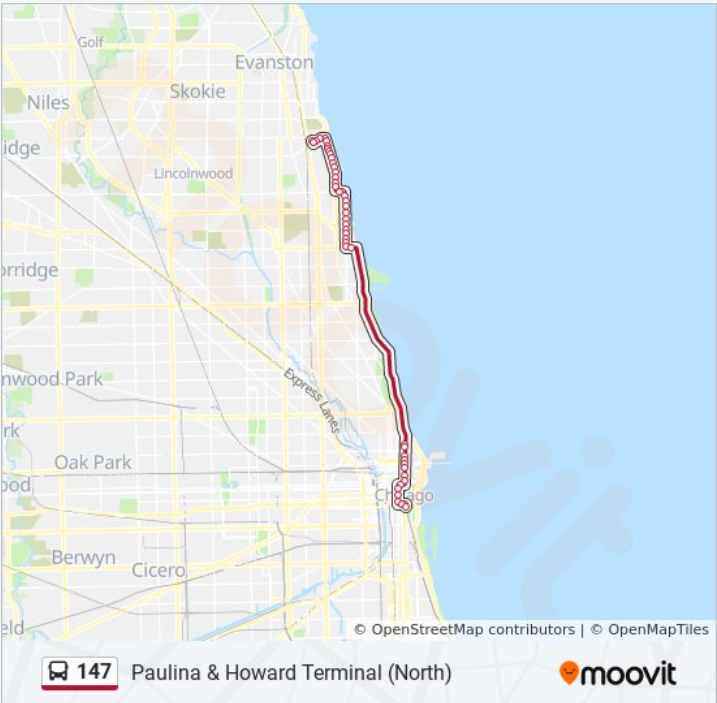 Golf
Evanston
Skokie
Niles
idge
Lincolnwood
orridge
nwood Park
Express Lanes
rk
Oak Park
ood
Chicago
Berwyn
Cicero
eld
© OpenStreetMap contributors | © OpenMapTiles
147 Paulina & Howard Terminal (North) moovit